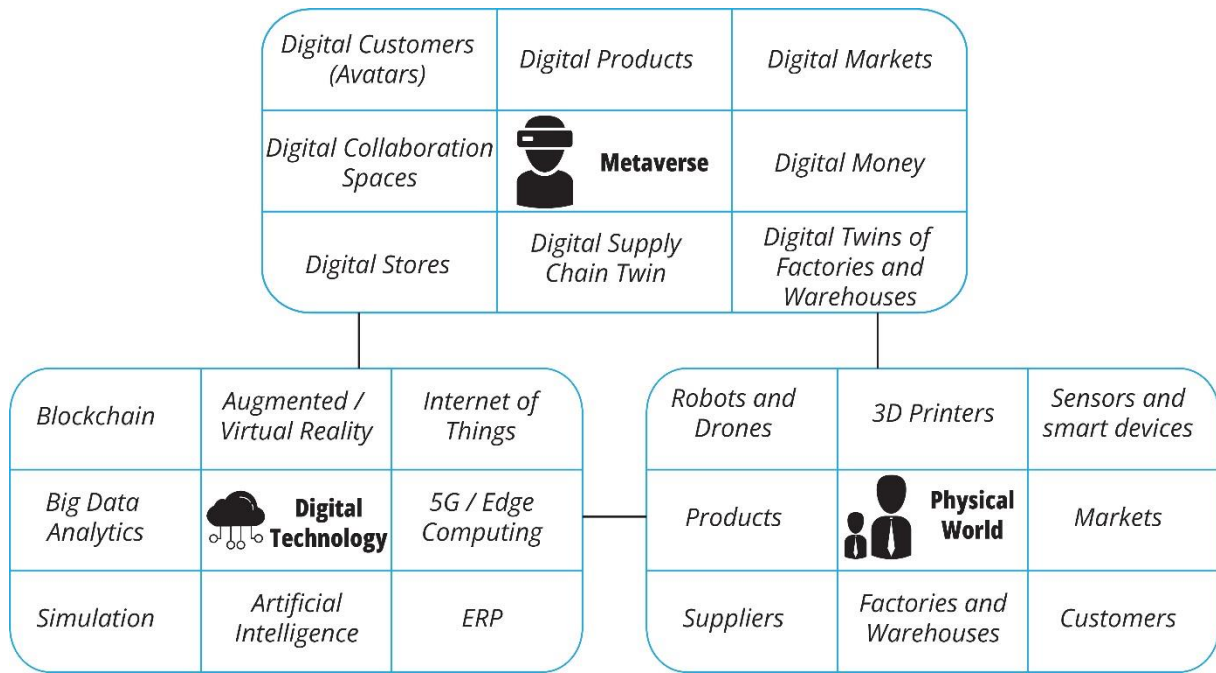 Digital Customers
(Avatars)
Digital Products
Digital Markets
Digital Collaboration
Spaces
Metaverse
Digital Money
Digital Stores
Digital Supply
Chain Twin
Digital Twins of
Factories and
Warehouses
Blockchain
Augmented /
Virtual Reality
Internet of
Things
Big Data
Analytics
Digital
Technology
5G / Edge
Computing
Simulation
Artificial
Intelligence
ERP
Robots and
Drones
3D Printers
Sensors and
smart devices
Products
Physical
World
Markets
Suppliers
Factories and
Warehouses
Customers